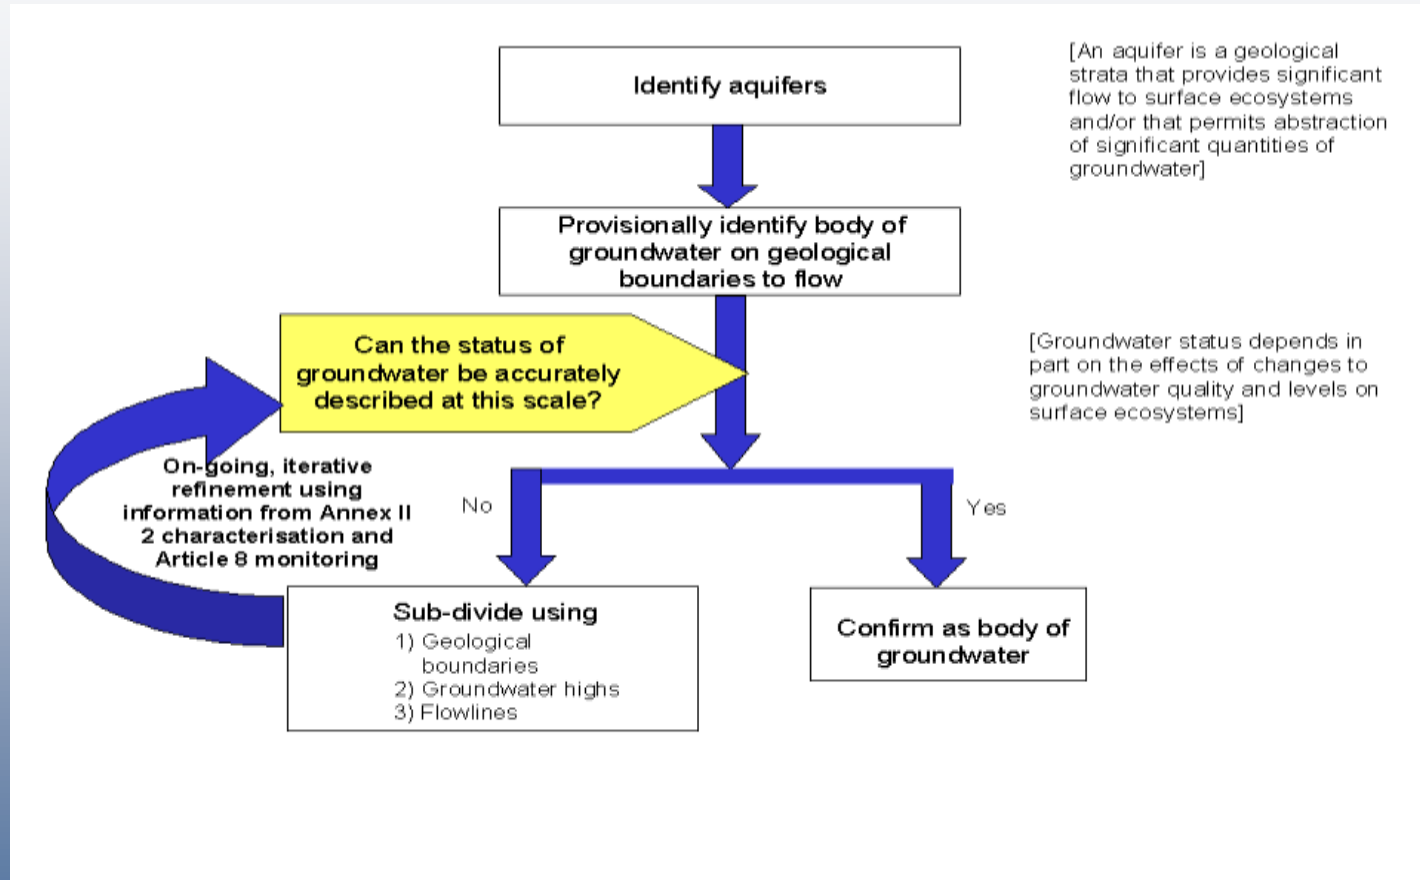 Identify aquifers
[An aquifer is a geological
strata that provides significant
flow to surface ecosystems
and/or that permits abstraction
of significant quantities of
groundwater]
Provisionally identify body of
groundwater on geological
boundaries to flow
Can the status of
groundwater be accurately
described at this scale?
[Groundwater status depends in
part on the effects of changes to
groundwater quality and levels on
surface ecosystems]
On-going, iterative
refinement using
information from Annex II
2 characterisation and
Article 8 monitoring
No
Yes
Sub-divide using
1) Geological
boundaries
2) Groundwater highs
3) Flowlines
Confirm as body of
groundwater